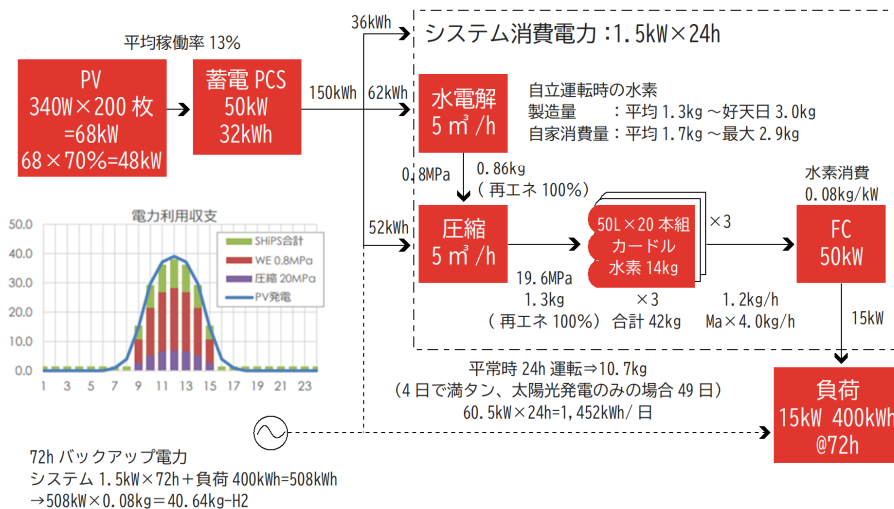 平均稼働率 13%
PV
340W×200 枚
=68kW
68×70%=48kW
蓄電 PCS
50kW
32kWh
150kWh
36kWh
62kWh
52kWh
システム消費電力：1.5kW×24h
水電解
5 ㎥/h
自立運転時の水素
製造量　　：平均 1.3kg ～好天日 3.0kg
自家消費量：平均 1.7kg ～最大 2.9kg
0.8MPa
0.86kg
(再エネ 100%)
圧縮
5 ㎥/h
19.6MPa
1.3kg
(再エネ 100%)
50L×20 本組
カードル
水素 14kg
×3
×3
合計 42kg
水素消費
0.08kg/kW
FC
50kW
1.2kg/h
Ma×4.0kg/h
15kW
電力利用収支
50.0
40.0
30.0
20.0
10.0
0.0
SHiPS合計
WE 0.8MPa
圧縮 20MPa
PV発電
1 3 5 7 9 11 13 15 17 19 21 23
平常時 24h 運転⇒10.7kg
(4 日で満タン、太陽光発電のみの場合 49 日)
60.5kW×24h=1,452kWh/ 日
負荷
15kW 400kWh
@72h
72h バックアップ電力
システム 1.5kW×72h＋負荷 400kWh=508kWh
→508kW×0.08kg＝40.64kg-H2